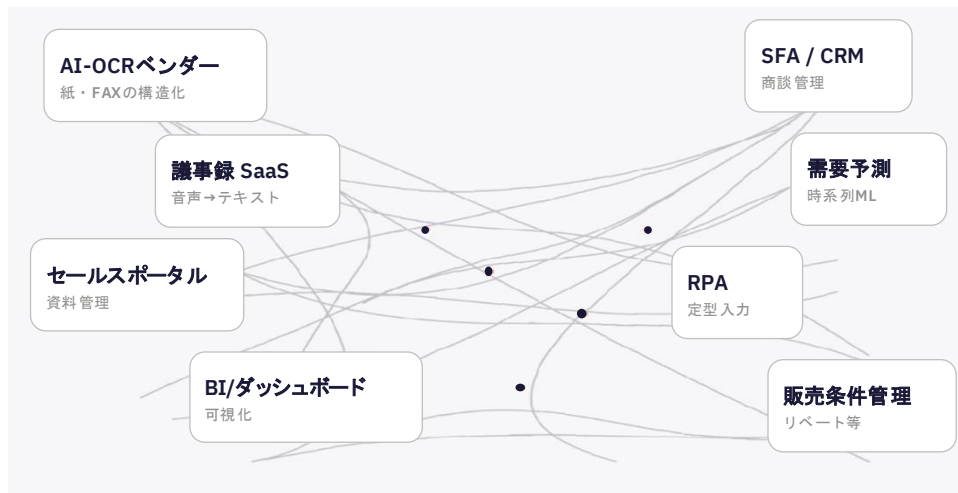 AI-OCRベンダー
紙・FAXの構造化
SFA / CRM
商談管理
議事録 SaaS
音声→テキスト
需要予測
時系列ML
セールスポータル
資料管理
RPA
定型入力
BI/ダッシュボード
可視化
販売条件管理
リベート等